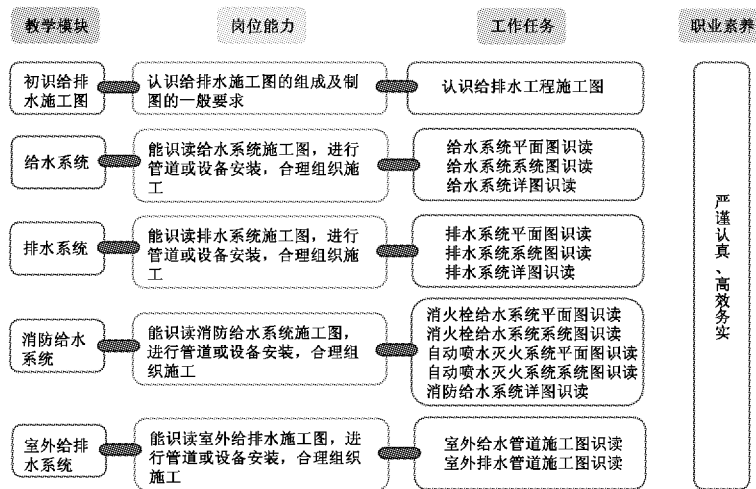 教学模块
岗位能力
工作任务
职业素养
初识给排
水施工图
认识给排水施工图的组成及制
图的一般要求
认识给排水工程施工图
给水系统
能识读给水系统施工图，进行
管道或设备安装，合理组织施
工
给水系统平面图识读
给水系统系统图识读
给水系统详图识读
排水系统
能识读排水系统施工图，进行
管道或设备安装，合理组织施
工
排水系统平面图识读
排水系统系统图识读
排水系统详图识读
消防给水
系统
能识读消防给水系统施工图，
进行管道或设备安装，合理组
织施工
消火栓给水系统平面图识读
消火栓给水系统系统图识读
自动喷水灭火系统平面图识读
自动喷水灭火系统系统图识读
消防给水系统详图识读
室外给排
水系统
能识读室外给排水施工图，进
行管道或设备安装，合理组织
施工
室外给水管道施工图识读
室外排水管道施工图识读
严谨认真、高效务实